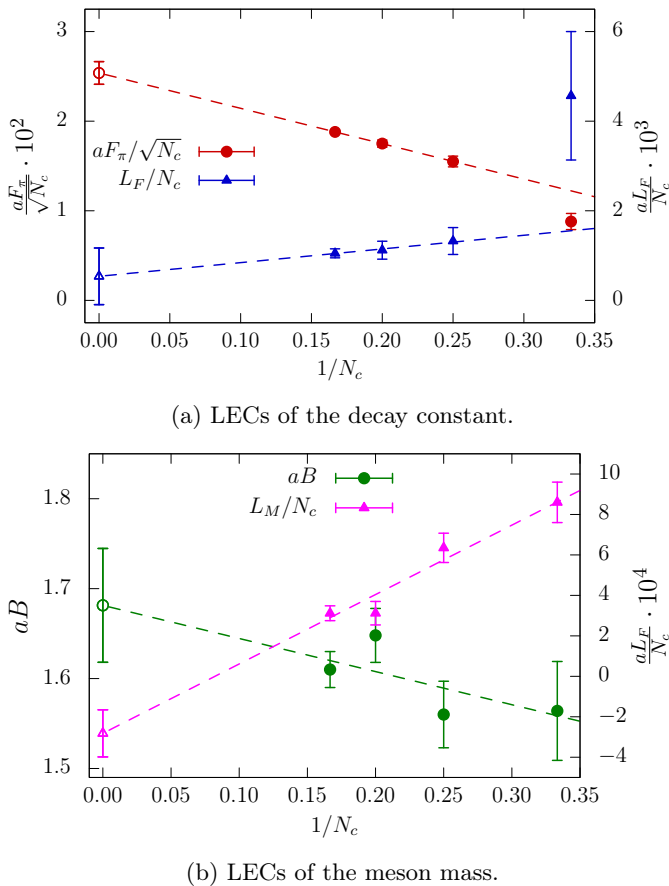 3
2
1
0
6
4
2
0
aF_π/√N_c · 10^2
aL_F/N_c · 10^3
aF_π/√N_c
L_F/N_c
0.00 0.05 0.10 0.15 0.20 0.25 0.30 0.35
1/N_c
(a) LECs of the decay constant.
1.8
1.7
1.6
1.5
10
8
6
4
2
0
−2
−4
aB
aL_F/N_c · 10^4
aB
L_M/N_c
0.00 0.05 0.10 0.15 0.20 0.25 0.30 0.35
1/N_c
(b) LECs of the meson mass.